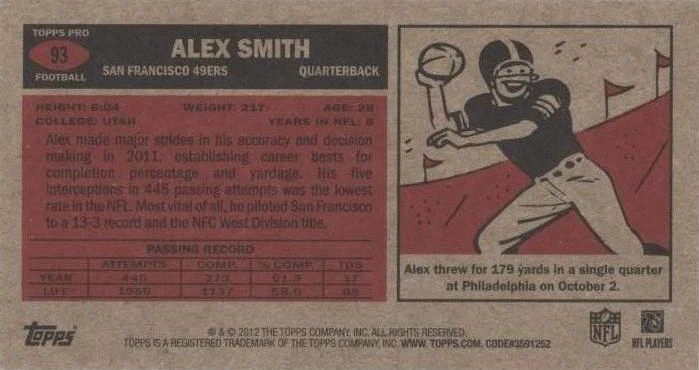 TOPPS PRO
93
FOOTBALL
ALEX SMITH
SAN FRANCISCO 49ERS QUARTERBACK
HEIGHT: 6:04 WEIGHT: 217 AGE: 28
COLLEGE: UTAH YEARS IN NFL: 8
Alex made major strides in his accuracy and decision
making in 2011, establishing career bests for
completion percentage and yardage. His five
interceptions in 445 passing attempts was the lowest
rate in the NFL. Most vital of all, he piloted San Francisco
to a 13-3 record and the NFC West Division title.
PASSING RECORD
ATTEMPTS COMP. % COMP. TDS
YEAR 445 273 61.3 17
LIFE: 1137
Alex threw for 179 yards in a single quarter
at Philadelphia on October 2.
Topps
® & © 2012 THE TOPPS COMPANY, INC. ALL RIGHTS RESERVED.
TOPPS IS A REGISTERED TRADEMARK OF THE TOPPS COMPANY, INC. WWW.TOPPS.COM. CODE#3591252
NFL
NFL PLAYERS